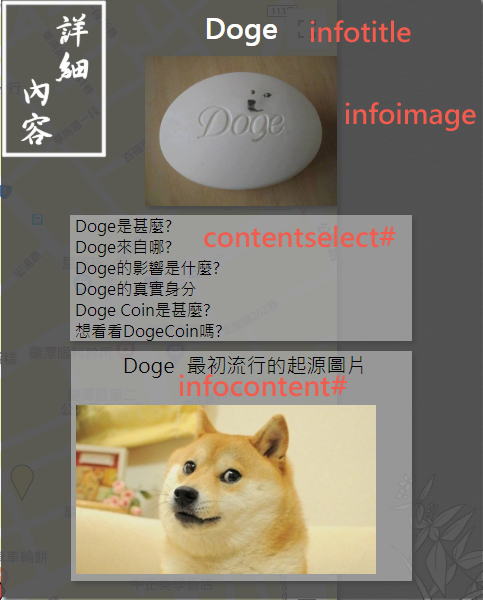 詳細
內容
Doge
infotitle
Doge
infoimage
Doge是甚麼?
Doge來自哪?
contentselect#
Doge的影響是什麼?
Doge的真實身分
Doge Coin是甚麼?
想看看DogeCoin嗎?
Doge 最初流行的起源圖片
infocontent#